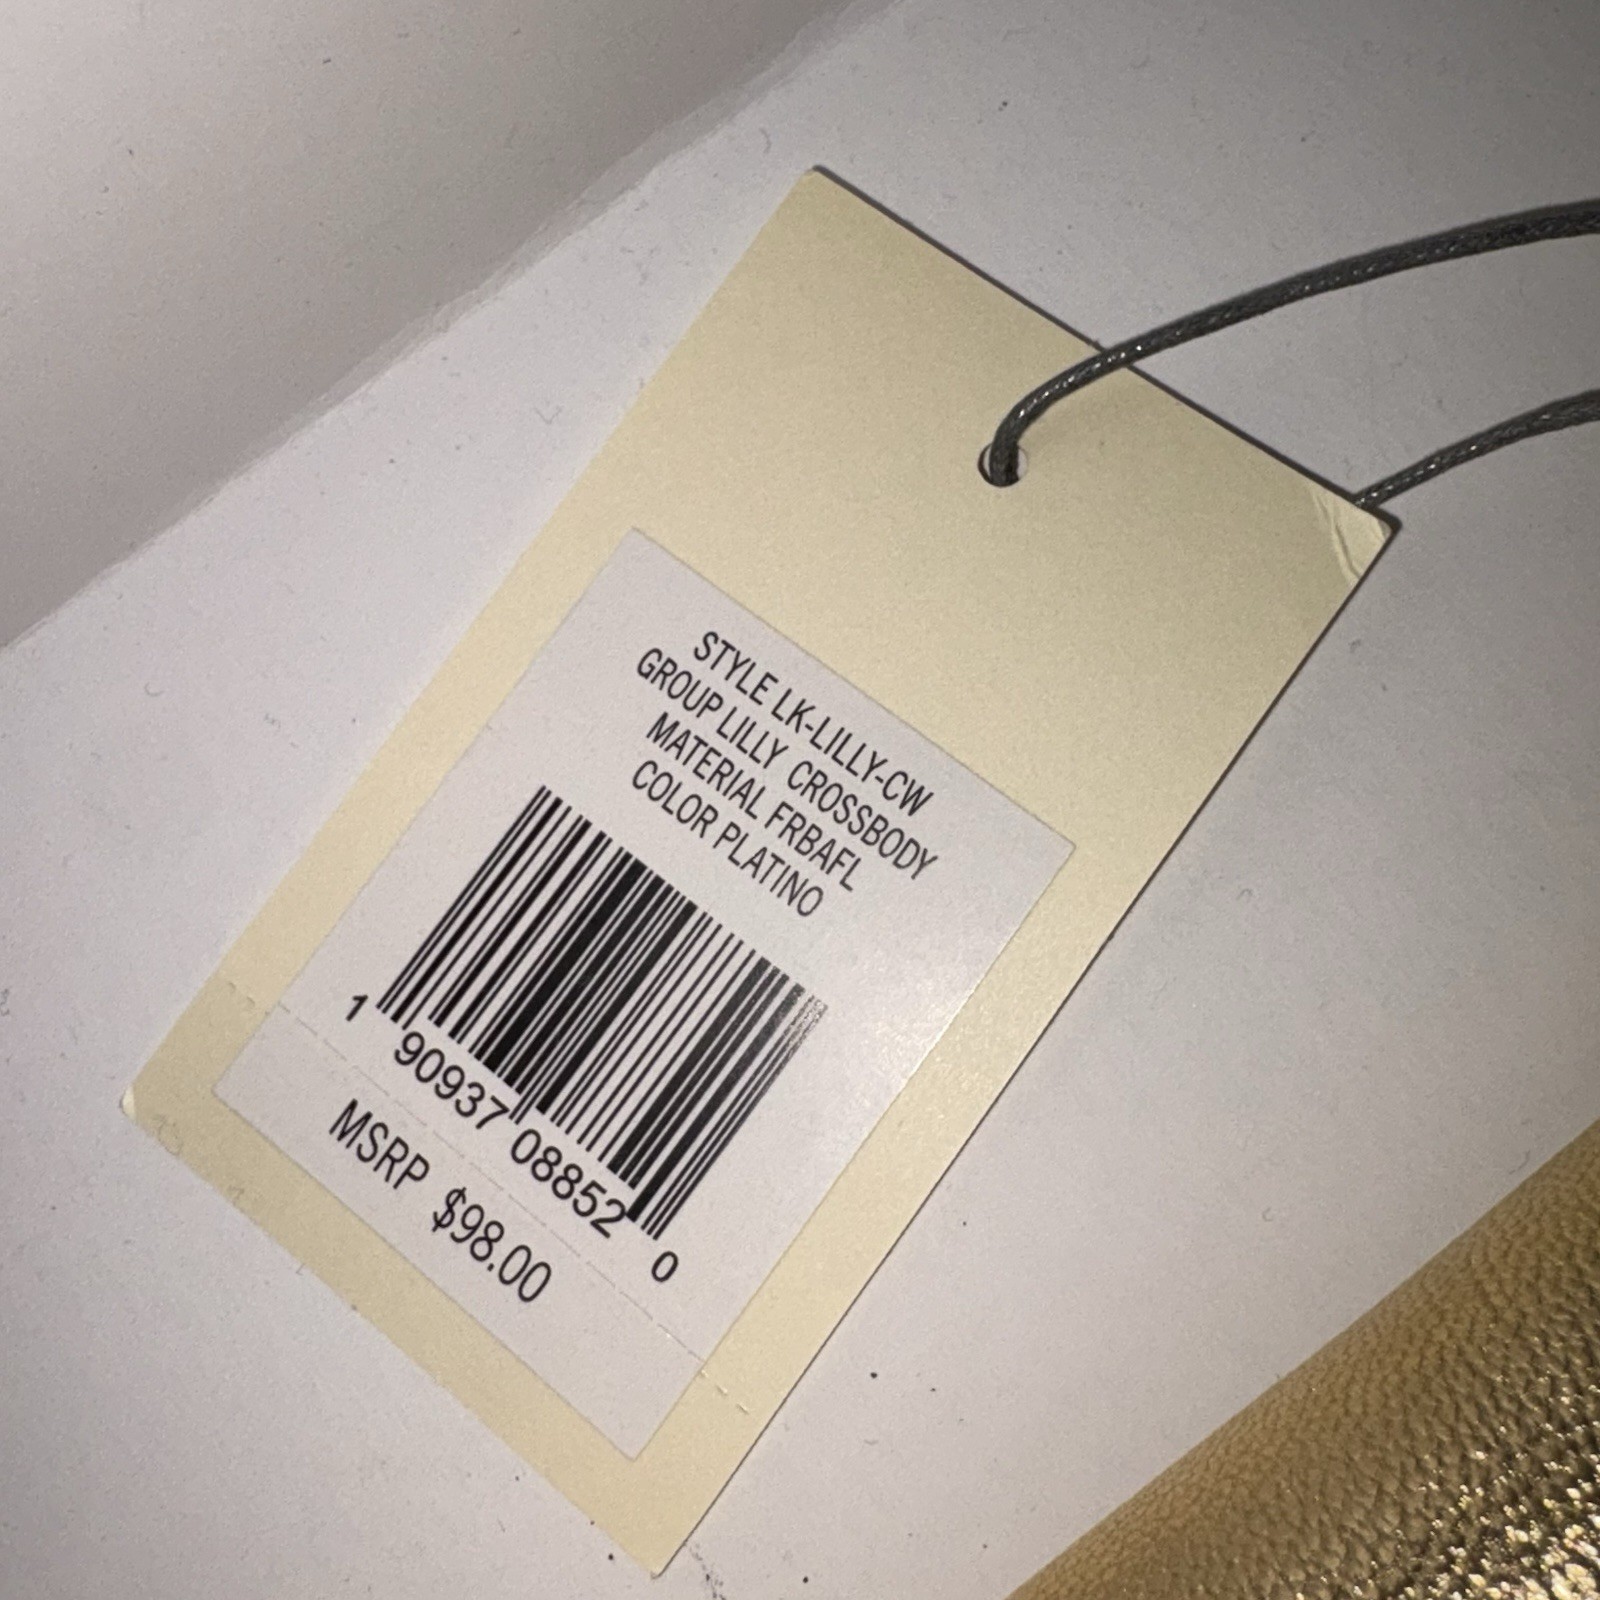 STYLE LK-LILLY-CW
GROUP LILLY CROSSBODY
MATERIAL FRBAFL
COLOR PLATINO
1 90937 08852 0
MSRP $98.00